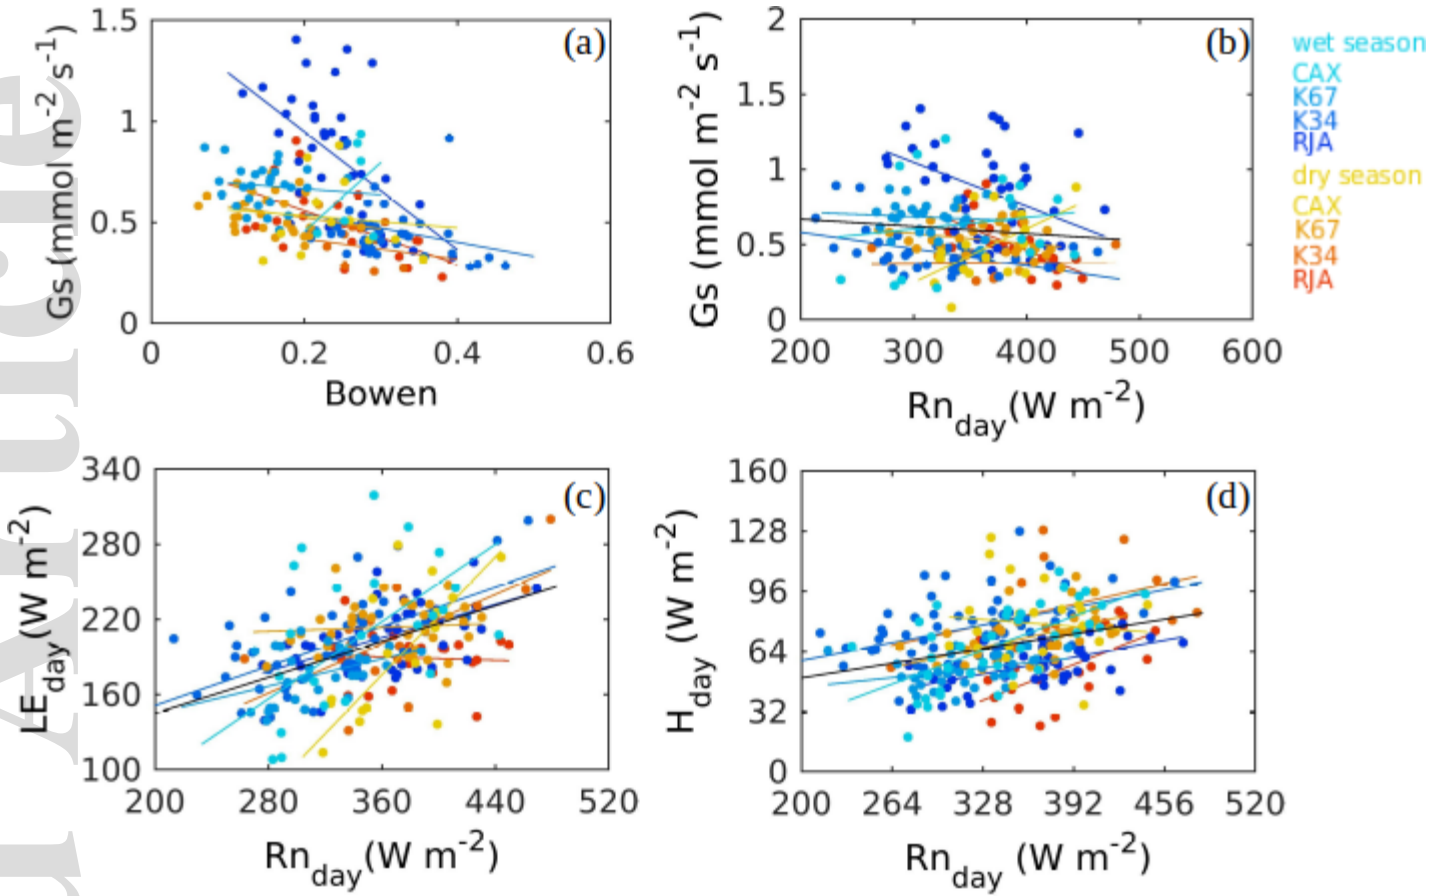 1.5
1
0.5
0
Gs (mmol m-2 s-1)
(a)
0 0.2 0.4 0.6
Bowen
2
1.5
1
0.5
0
Gs (mmol m-2 s-1)
(b)
200 300 400 500 600
Rnday(W m-2)
wet season
CAX
K67
K34
RJA
dry season
CAX
K67
K34
RJA
340
280
220
160
100
LEday(W m-2)
(c)
200 280 360 440 520
Rnday(W m-2)
160
128
96
64
32
0
Hday (W m-2)
(d)
200 264 328 392 456 520
Rnday (W m-2)